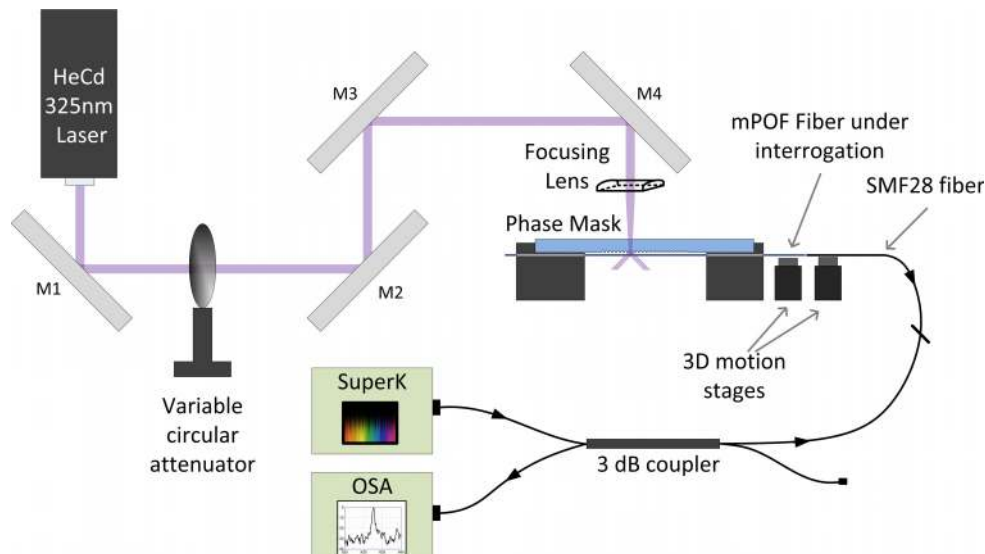 HeCd
325nm
Laser
M1
Variable
circular
attenuator
M2
M3
M4
Focusing
Lens
Phase Mask
mPOF Fiber under
interrogation
SMF28 fiber
3D motion
stages
SuperK
OSA
3 dB coupler